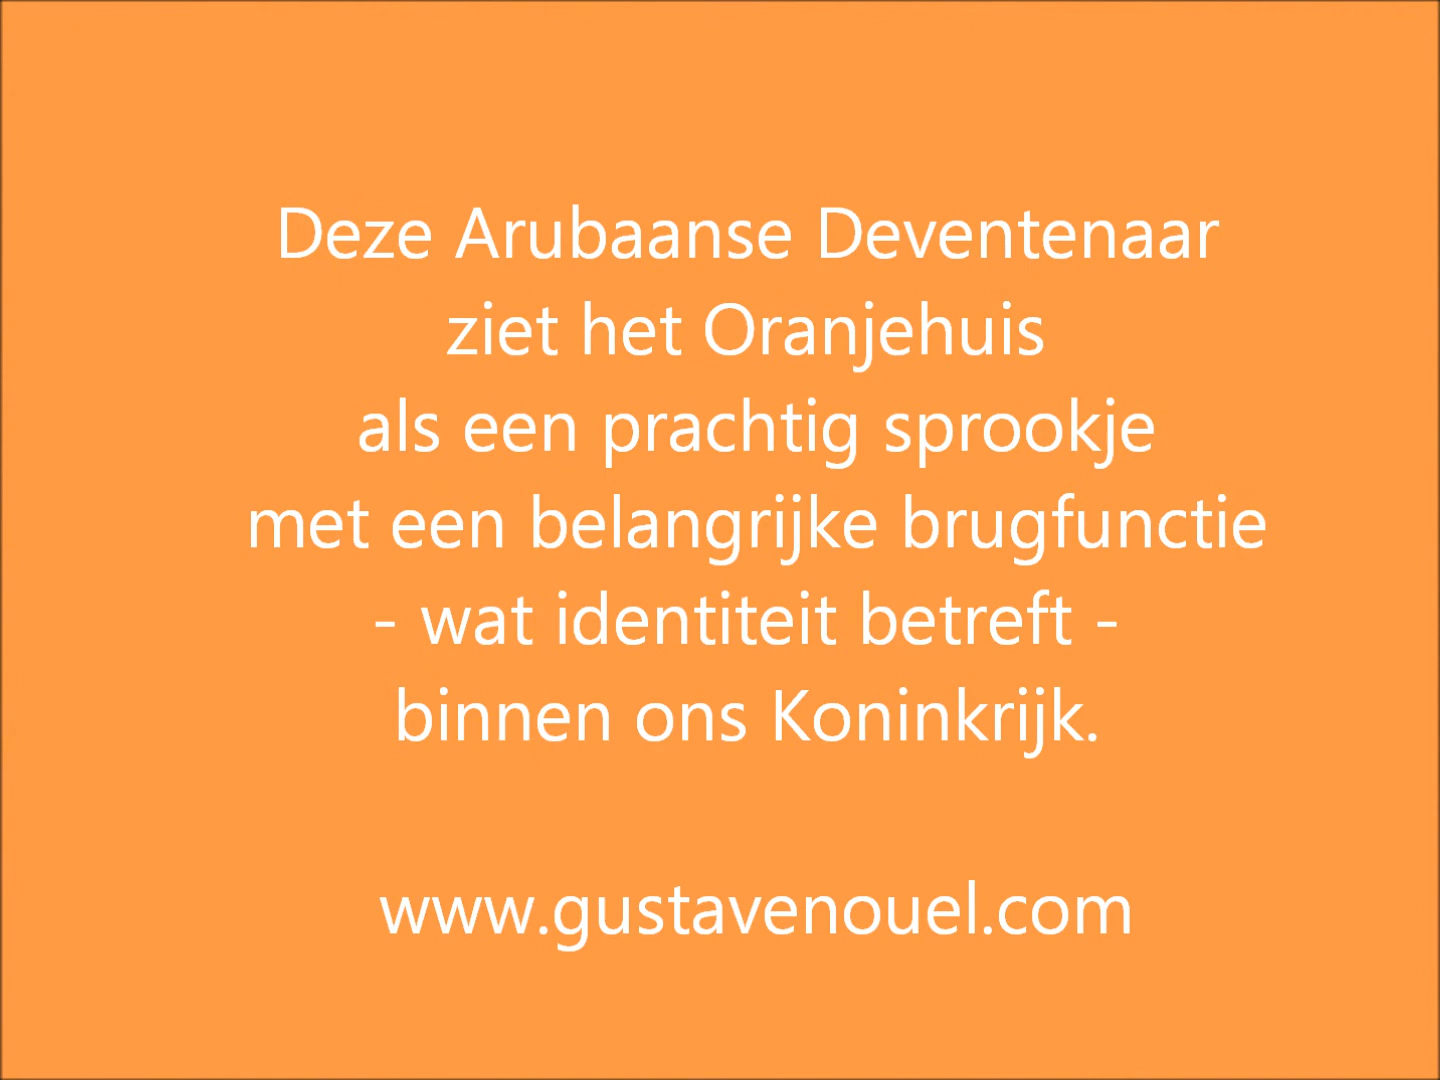 Deze Arubaanse Deventenaar
ziet het Oranjehuis
als een prachtig sprookje
met een belangrijke brugfunctie
- wat identiteit betreft -
binnen ons Koninkrijk.
www.gustavenouel.com